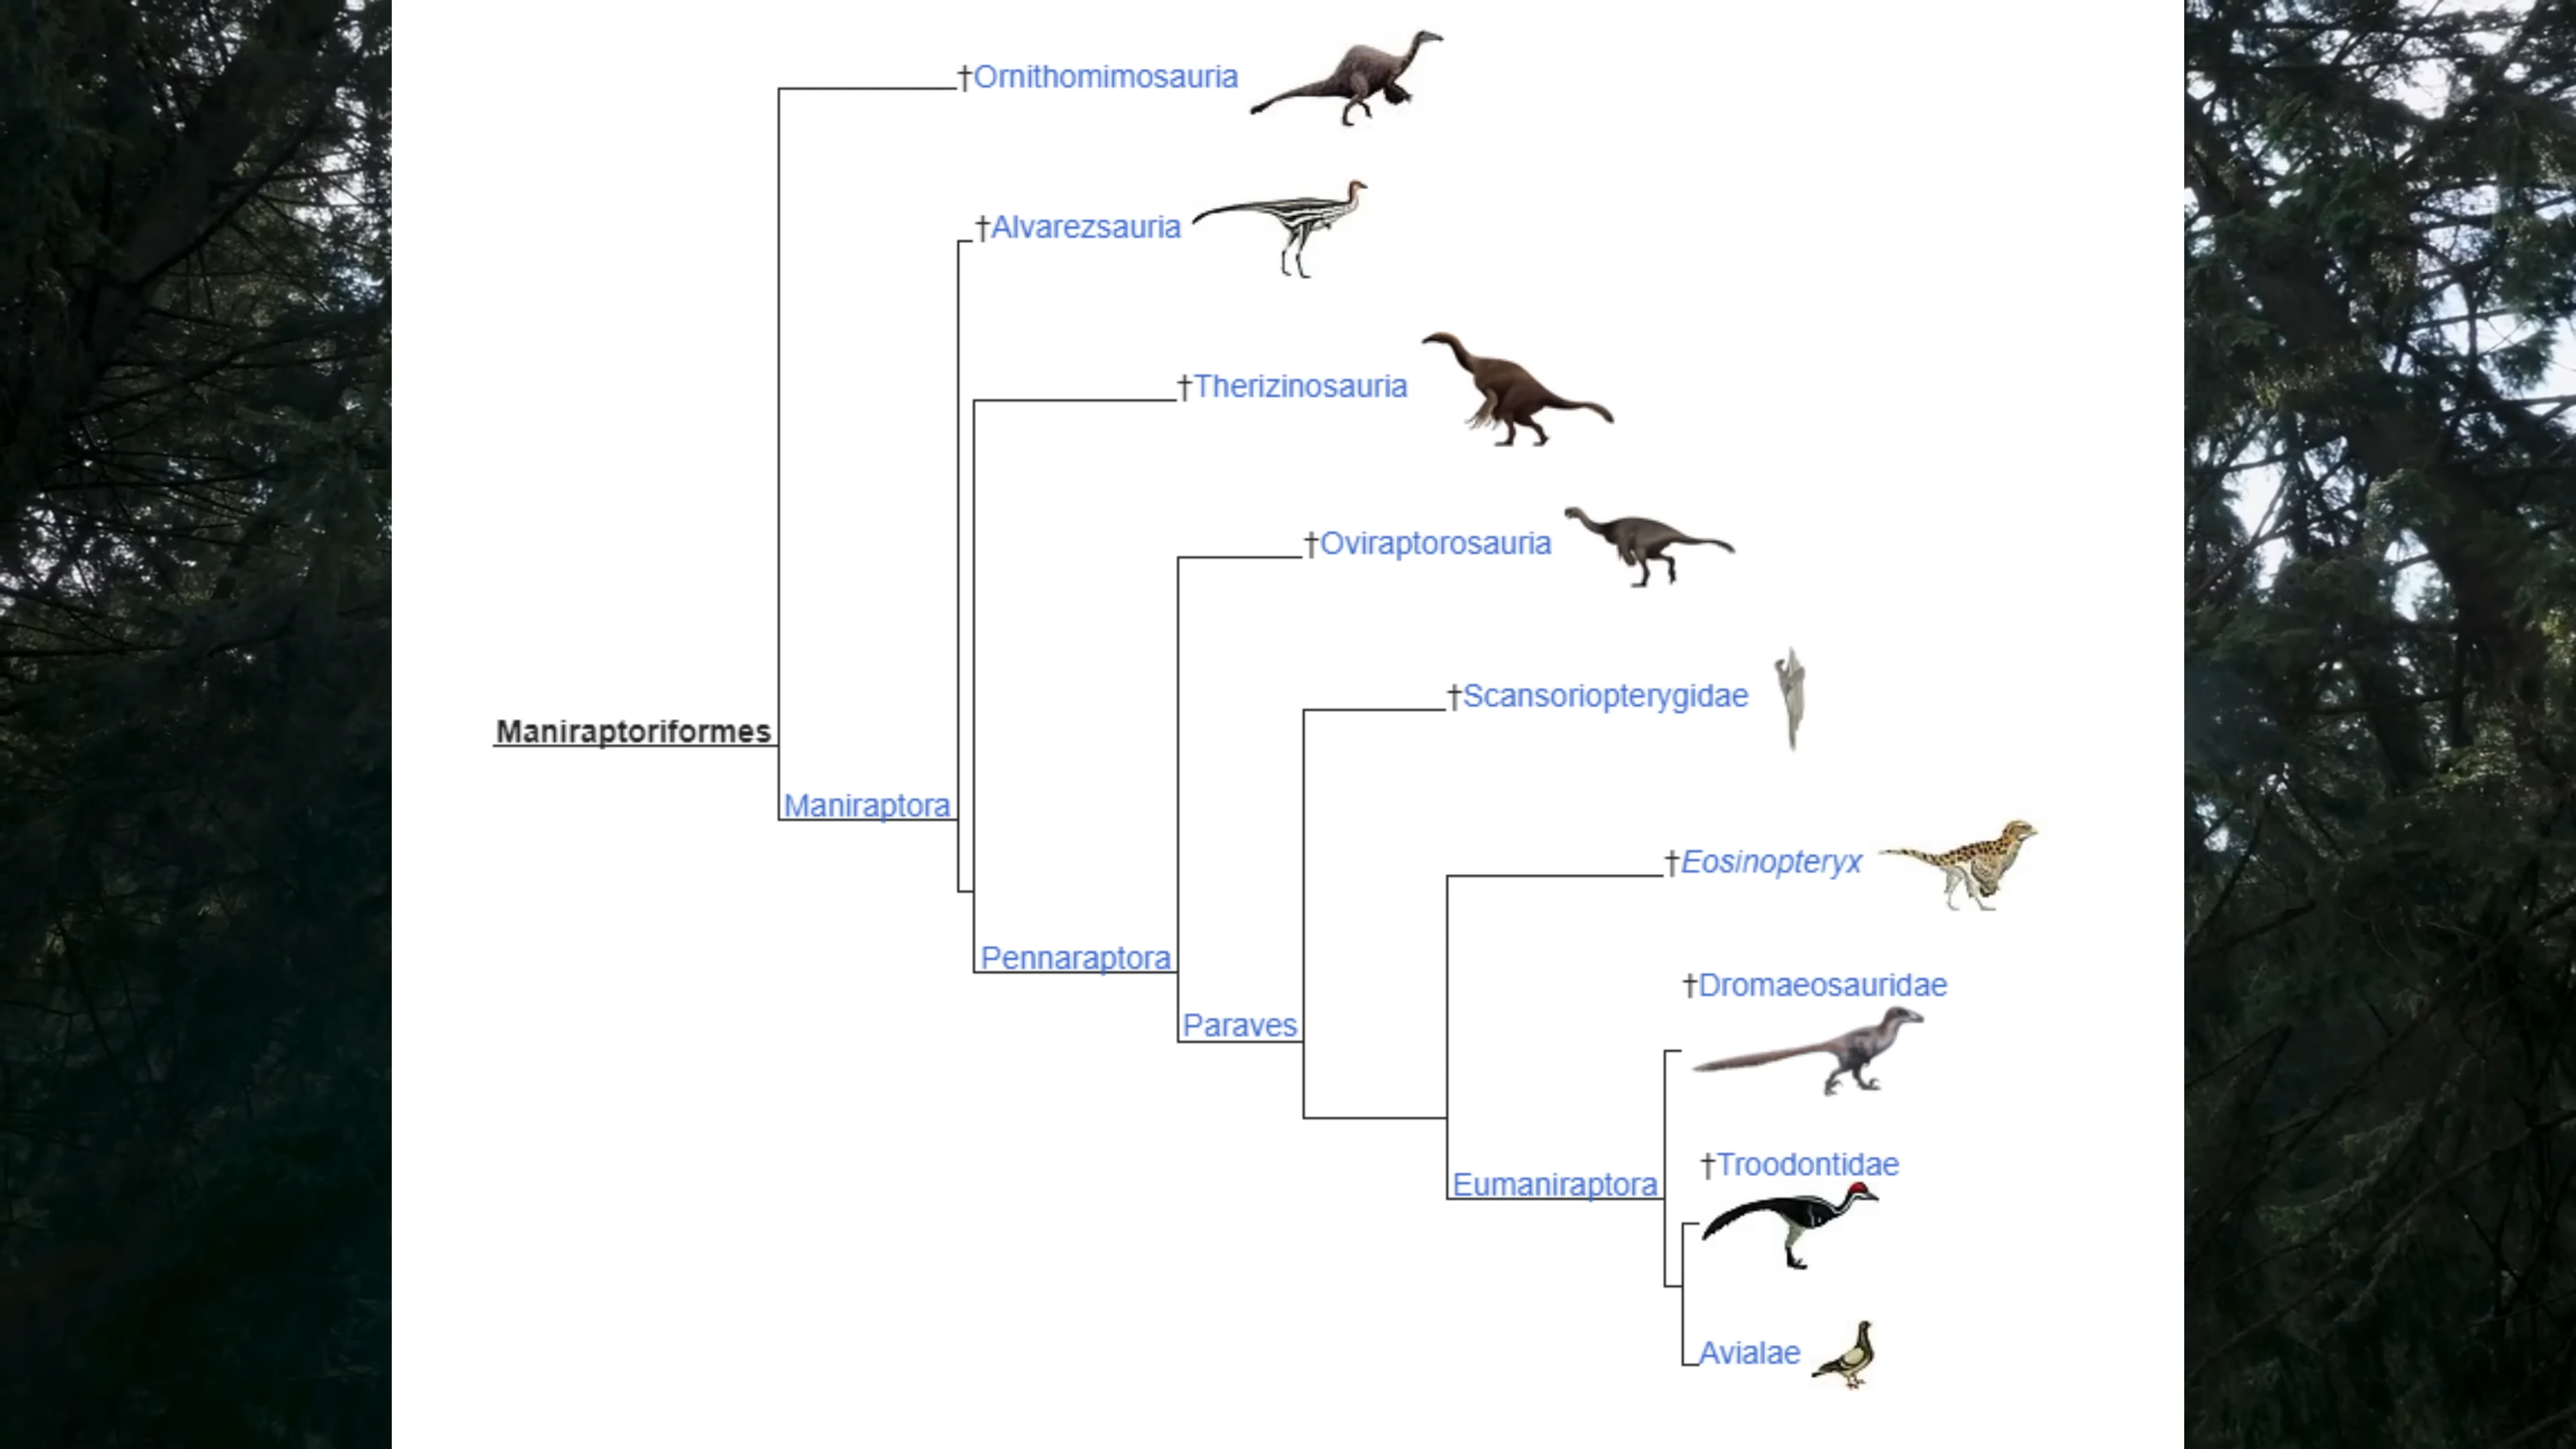 †Ornithomimosauria
†Alvarezsauria
†Therizinosauria
†Oviraptorosauria
†Scansoriopterygidae
Maniraptoriformes
Maniraptora
†Eosinopteryx
Pennaraptora
†Dromaeosauridae
Paraves
†Troodontidae
Eumaniraptora
Avialae